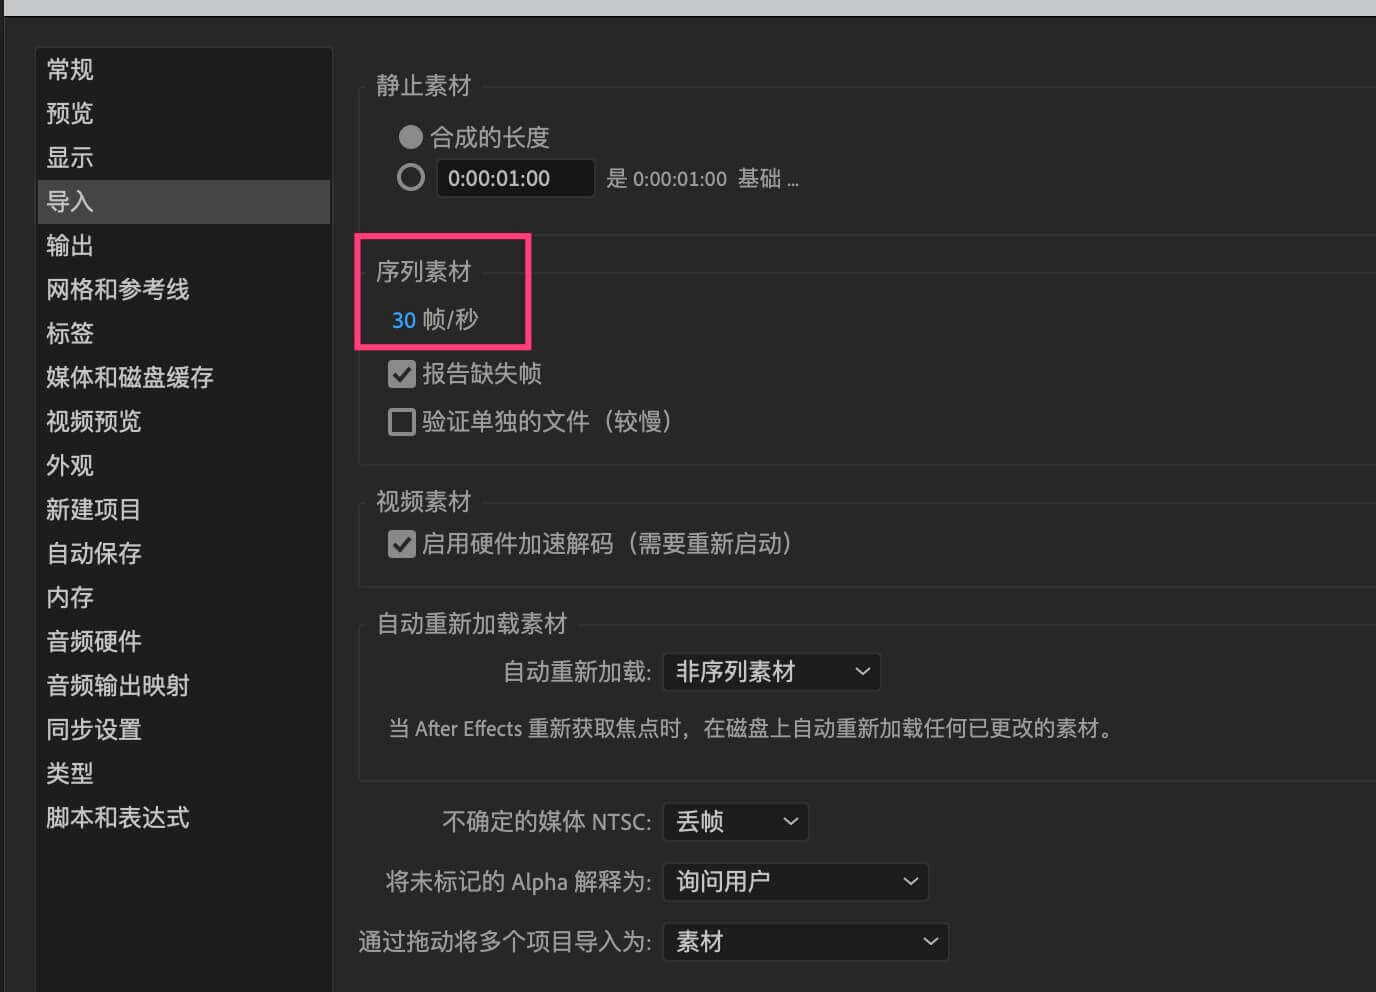 常规
预览
显示
导入
输出
网格和参考线
标签
媒体和磁盘缓存
视频预览
外观
新建项目
自动保存
内存
音频硬件
音频输出映射
同步设置
类型
脚本和表达式
静止素材
合成的长度
0:00:01:00 是 0:00:01:00 基础 ...
序列素材
30 帧/秒
报告缺失帧
验证单独的文件（较慢）
视频素材
启用硬件加速解码（需要重新启动）
自动重新加载素材
自动重新加载: 非序列素材
当 After Effects 重新获取焦点时，在磁盘上自动重新加载任何已更改的素材。
不确定的媒体 NTSC: 丢帧
将未标记的 Alpha 解释为: 询问用户
通过拖动将多个项目导入为: 素材